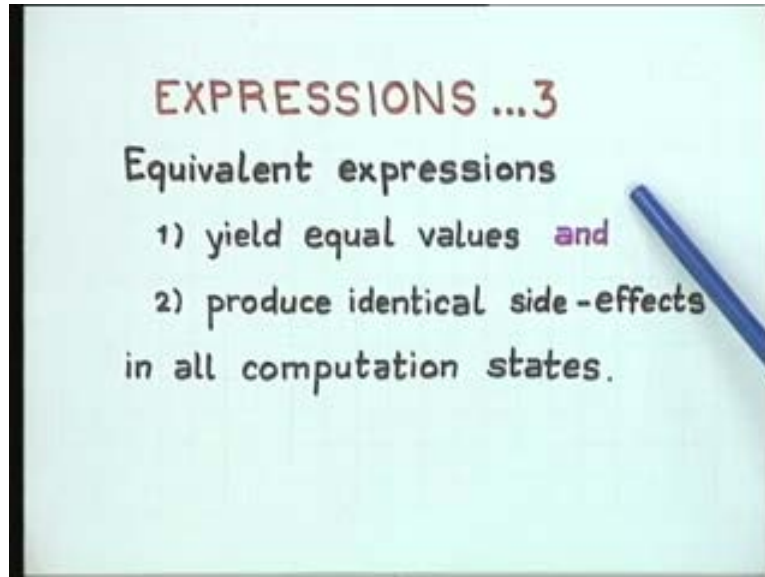 EXPRESSIONS ...3
Equivalent expressions
1) yield equal values and
2) produce identical side-effects
in all computation states.